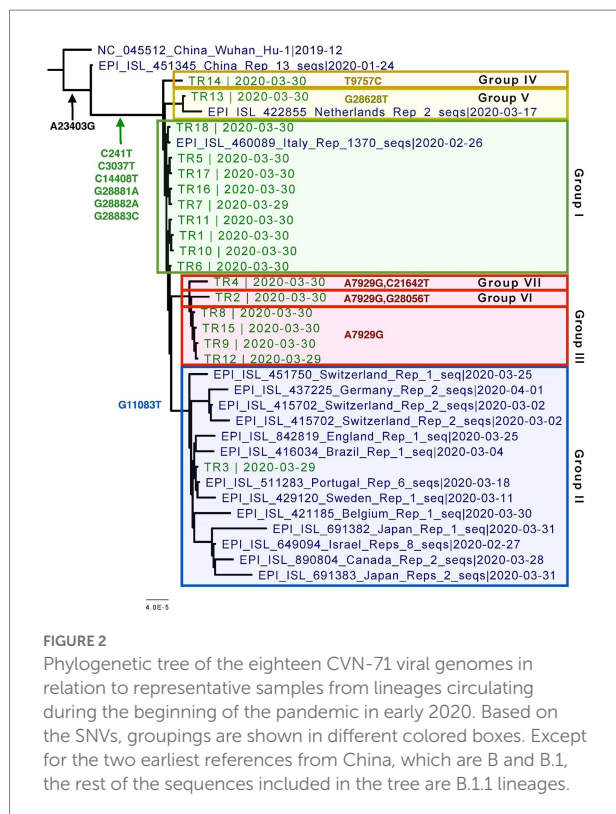 NC_045512_China_Wuhan_Hu-1|2019-12
EPI_ISL_451345_China_Rep_13_seqs|2020-01-24
TR14 | 2020-03-30 T9757C Group IV
TR13 | 2020-03-30 G28628T Group V
EPI_ISL_422855_Netherlands_Rep_2_seqs|2020-03-17
A23403G
C241T
C3037T
C14408T
G28881A
G28882A
G28883C
TR18 | 2020-03-30
EPI_ISL_460089_Italy_Rep_1370_seqs|2020-02-26
TR5 | 2020-03-30
TR17 | 2020-03-30
TR16 | 2020-03-30
TR7 | 2020-03-29
TR11 | 2020-03-30
TR1 | 2020-03-30
TR10 | 2020-03-30
TR6 | 2020-03-30
Group I
TR4 | 2020-03-30 A7929G,C21642T Group VII
TR2 | 2020-03-30 A7929G,G28056T Group VI
TR8 | 2020-03-30
TR15 | 2020-03-30
TR9 | 2020-03-30
TR12 | 2020-03-29
A7929G
Group III
G11083T
EPI_ISL_451750_Switzerland_Rep_1_seq|2020-03-25
EPI_ISL_437225_Germany_Rep_2_seqs|2020-04-01
EPI_ISL_415702_Switzerland_Rep_2_seqs|2020-03-02
EPI_ISL_415702_Switzerland_Rep_2_seqs|2020-03-02
EPI_ISL_842819_England_Rep_1_seq|2020-03-25
EPI_ISL_416034_Brazil_Rep_1_seq|2020-03-04
TR3 | 2020-03-29
EPI_ISL_511283_Portugal_Rep_6_seqs|2020-03-18
EPI_ISL_429120_Sweden_Rep_1_seq|2020-03-11
EPI_ISL_421185_Belgium_Rep_1_seq|2020-03-30
EPI_ISL_691382_Japan_Rep_1_seq|2020-03-31
EPI_ISL_649094_Israel_Reps_8_seqs|2020-02-27
EPI_ISL_890804_Canada_Rep_2_seqs|2020-03-28
EPI_ISL_691383_Japan_Reps_2_seqs|2020-03-31
Group II
4.0E-5
FIGURE 2
Phylogenetic tree of the eighteen CVN-71 viral genomes in
relation to representative samples from lineages circulating
during the beginning of the pandemic in early 2020. Based on
the SNVs, groupings are shown in different colored boxes. Except
for the two earliest references from China, which are B and B.1,
the rest of the sequences included in the tree are B.1.1 lineages.